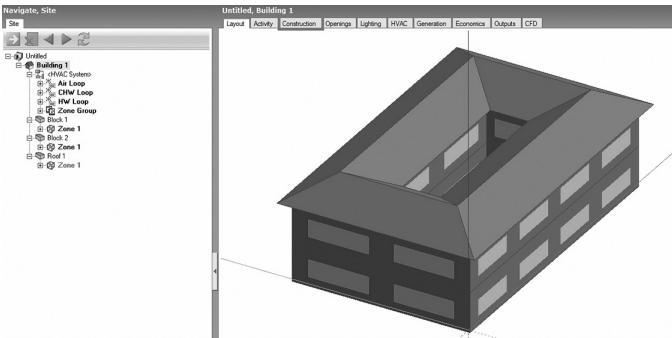 Navigate, Site
Site
Untitled
Building 1
<HVAC System>
Air Loop
CHW Loop
HW Loop
Zone Group
Block 1
Zone 1
Block 2
Zone 1
Roof 1
Zone 1
Untitled, Building 1
Layout Activity Construction Openings Lighting HVAC Generation Economics Outputs CFD